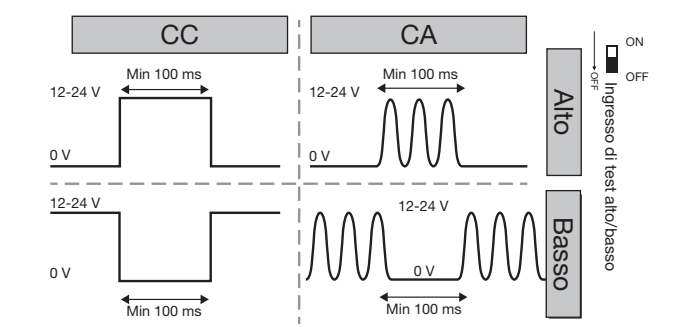 CC
CA
Min 100 ms
12-24 V
0 V
Min 100 ms
12-24 V
0 V
Alto
ON
OFF
OFF
Ingresso di test alto/basso
12-24 V
0 V
Min 100 ms
12-24 V
0 V
Min 100 ms
Basso